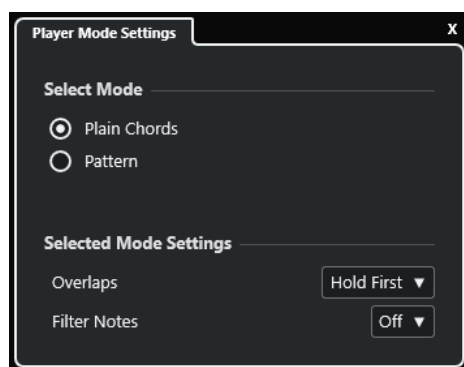 Player Mode Settings X
Select Mode
Plain Chords
Pattern
Selected Mode Settings
Overlaps Hold First ▼
Filter Notes Off ▼